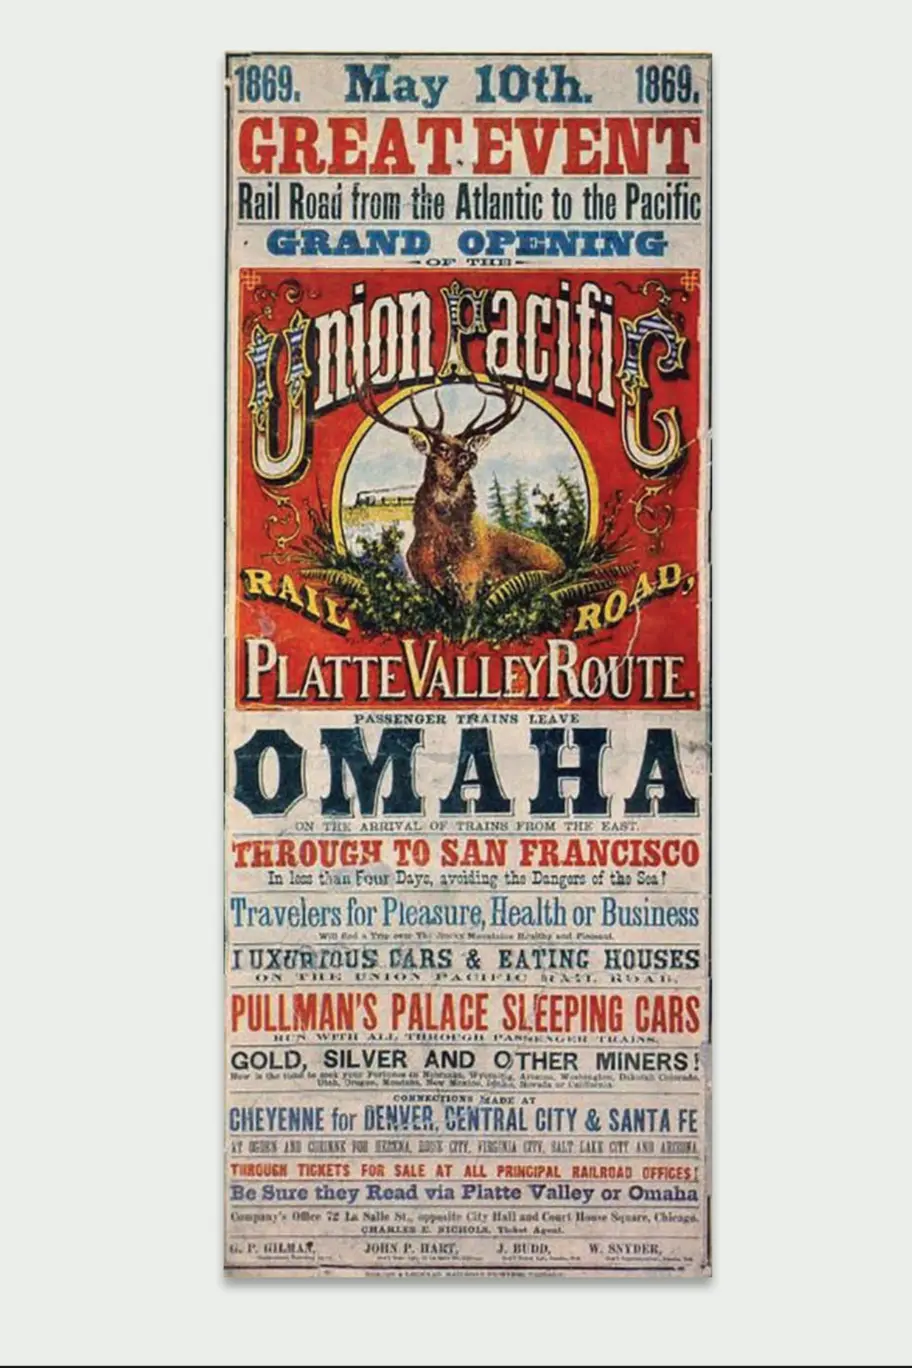 1869. May 10th. 1869.
GREAT EVENT
Rail Road from the Atlantic to the Pacific
GRAND OPENING
OF THE
Union Pacific
RAIL ROAD,
PLATTE VALLEY ROUTE.
PASSENGER TRAINS LEAVE
OMAHA
ON THE ARRIVAL OF TRAINS FROM THE EAST.
THROUGH TO SAN FRANCISCO
In less than Four Days, avoiding the Dangers of the Sea!
Travelers for Pleasure, Health or Business
Will find a Trip over The Rocky Mountains Healthy and Pleasant.
LUXURIOUS CARS & EATING HOUSES
ON THE UNION PACIFIC RAIL ROAD.
PULLMAN'S PALACE SLEEPING CARS
RUN WITH ALL THROUGH PASSENGER TRAINS.
GOLD, SILVER AND OTHER MINERS!
Now is the time to seek your Fortunes in Nebraska, Wyoming, Arizona, Washington, Dakotah Colorado,
Utah, Oregon, Montana, New Mexico, Idaho, Nevada or California.
CONNECTIONS MADE AT
CHEYENNE for DENVER, CENTRAL CITY & SANTA FE
AT OGDEN AND CORINNE FOR HELENA, BOISE CITY, VIRGINIA CITY, SALT LAKE CITY AND ARIZONA.
THROUGH TICKETS FOR SALE AT ALL PRINCIPAL RAILROAD OFFICES!
Be Sure they Read via Platte Valley or Omaha
Company's Office 72 La Salle St., opposite City Hall and Court House Square, Chicago.
CHARLES E. NICHOLS, Ticket Agent.
G. P. GILMAN, JOHN P. HART, J. BUDD, W. SNYDER,